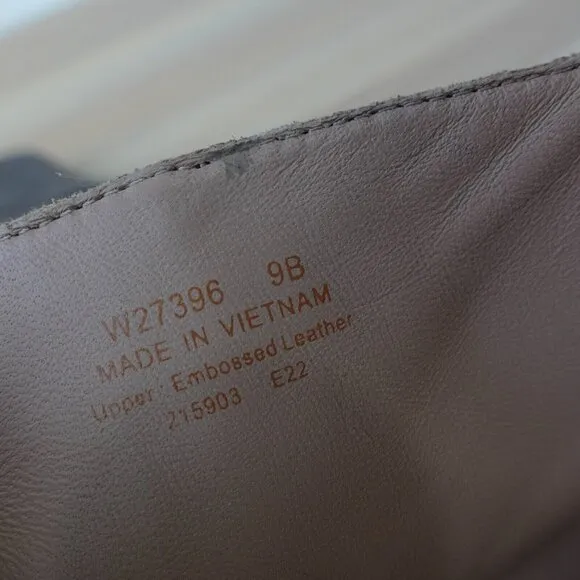 W27396 9B
MADE IN VIETNAM
Upper: Embossed Leather
215903 E22